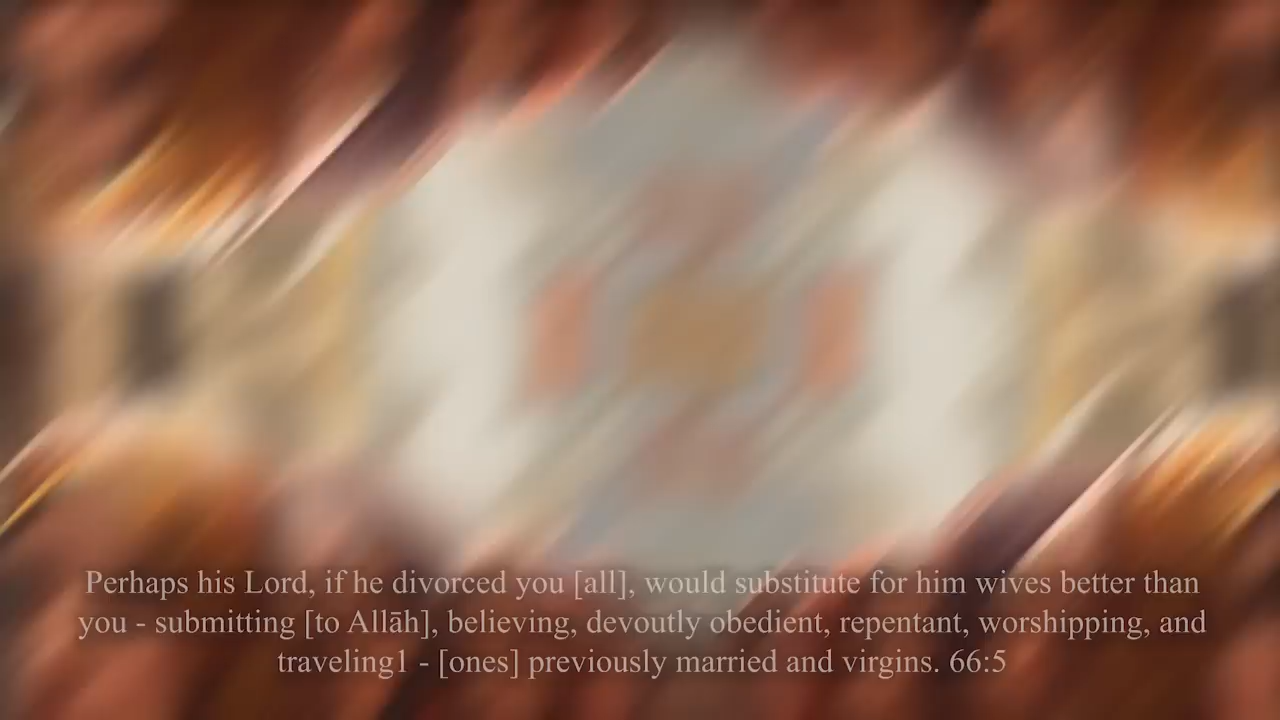 Perhaps his Lord, if he divorced you [all], would substitute for him wives better than
you - submitting [to Allāh], believing, devoutly obedient, repentant, worshipping, and
traveling1 - [ones] previously married and virgins. 66:5